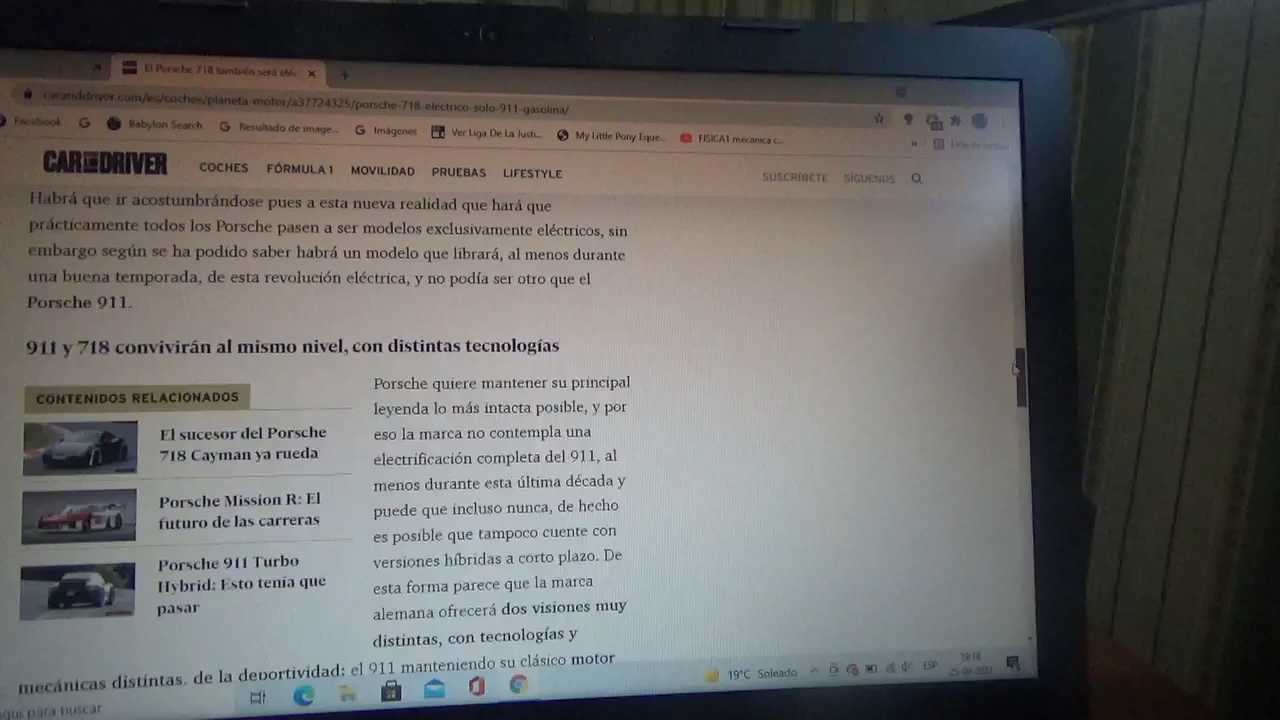 El Porsche 718 también será eléc
caranddriver.com/es/coches/planeta-motor/a37724325/porsche-718-electrico-solo-911-gasolina/
Facebook
Babylon Search
Resultado de image...
Imágenes
Ver Liga De La Justi...
My Little Pony Eque...
FISICA1 mecanica c...
»
CAR AND DRIVER
COCHES
FÓRMULA 1
MOVILIDAD
PRUEBAS
LIFESTYLE
SUSCRÍBETE
SÍGUENOS
Habrá que ir acostumbrándose pues a esta nueva realidad que hará que
prácticamente todos los Porsche pasen a ser modelos exclusivamente eléctricos, sin
embargo según se ha podido saber habrá un modelo que librará, al menos durante
una buena temporada, de esta revolución eléctrica, y no podía ser otro que el
Porsche 911.
911 y 718 convivirán al mismo nivel, con distintas tecnologías
CONTENIDOS RELACIONADOS
El sucesor del Porsche
718 Cayman ya rueda
Porsche Mission R: El
futuro de las carreras
Porsche 911 Turbo
Hybrid: Esto tenía que
pasar
Porsche quiere mantener su principal
leyenda lo más intacta posible, y por
eso la marca no contempla una
electrificación completa del 911, al
menos durante esta última década y
puede que incluso nunca, de hecho
es posible que tampoco cuente con
versiones híbridas a corto plazo. De
esta forma parece que la marca
alemana ofrecerá dos visiones muy
distintas, con tecnologías y
mecánicas distintas, de la deportividad: el 911 manteniendo su clásico motor
aquí para buscar
19°C Soleado
ESP